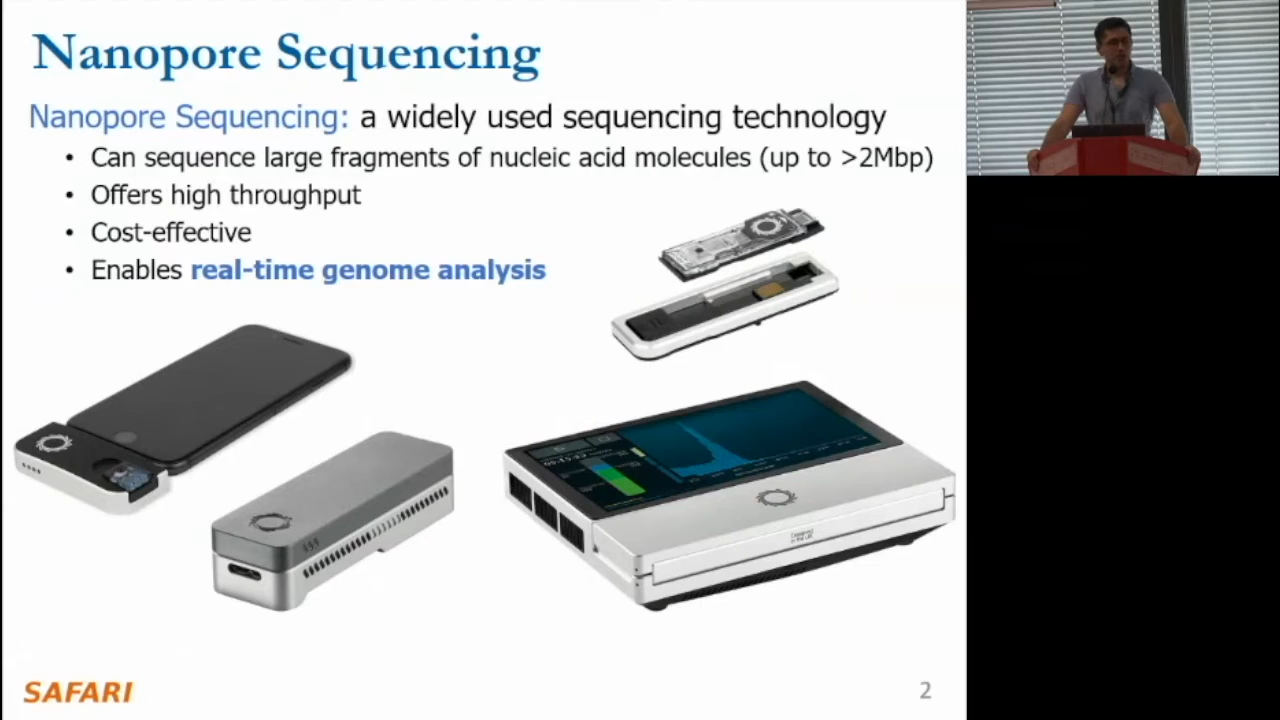 Nanopore Sequencing
Nanopore Sequencing: a widely used sequencing technology
• Can sequence large fragments of nucleic acid molecules (up to >2Mbp)
• Offers high throughput
• Cost-effective
• Enables real-time genome analysis
SAFARI
2